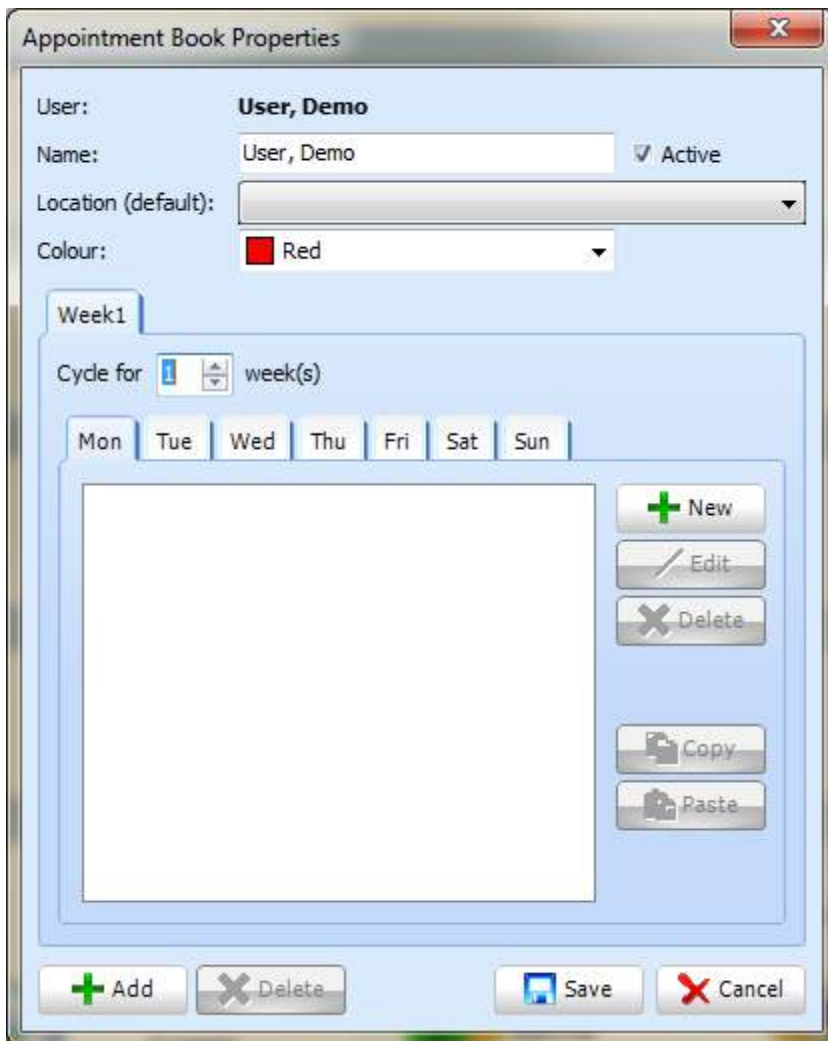 Appointment Book Properties
User: User, Demo
Name: User, Demo Active
Location (default):
Colour: Red
Week1
Cycle for 1 week(s)
Mon Tue Wed Thu Fri Sat Sun
New
Edit
Delete
Copy
Paste
Add Delete Save Cancel